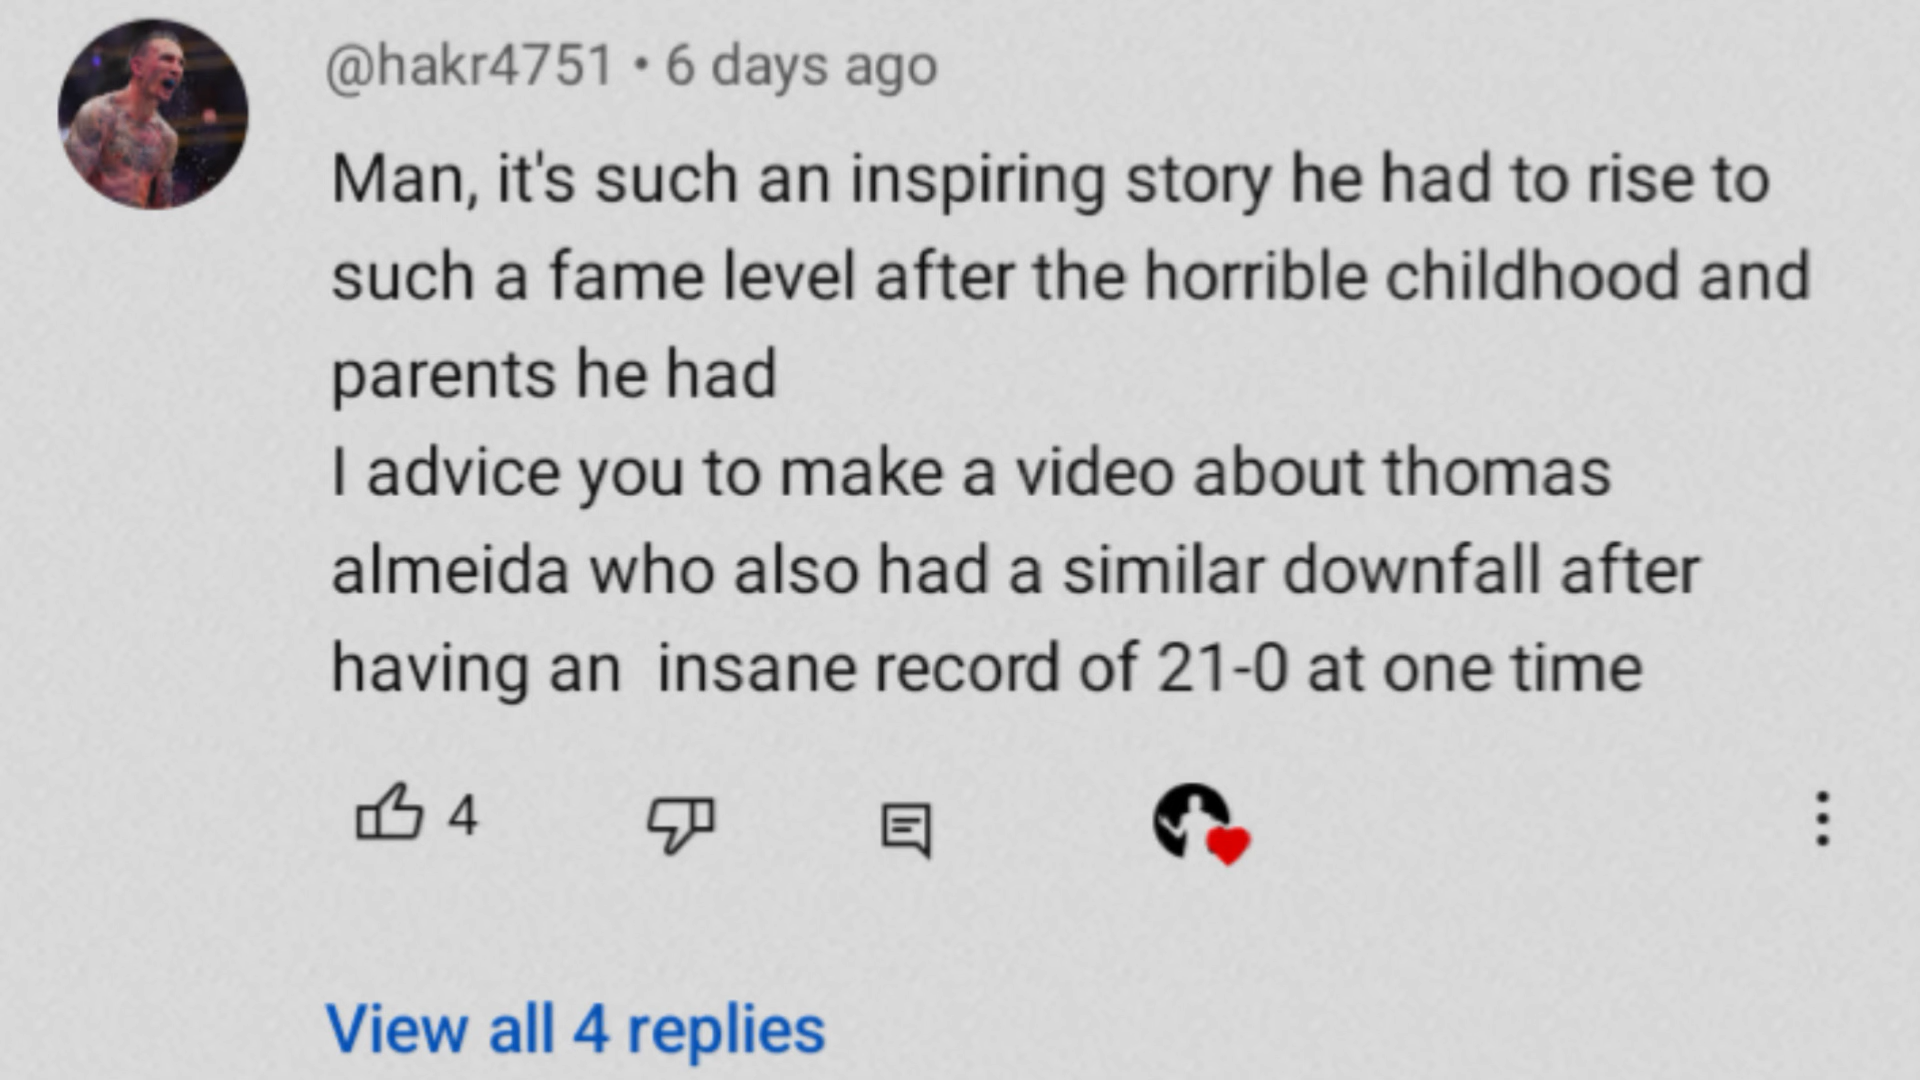 @hakr4751 • 6 days ago
Man, it's such an inspiring story he had to rise to
such a fame level after the horrible childhood and
parents he had
I advice you to make a video about thomas
almeida who also had a similar downfall after
having an  insane record of 21-0 at one time
4
View all 4 replies